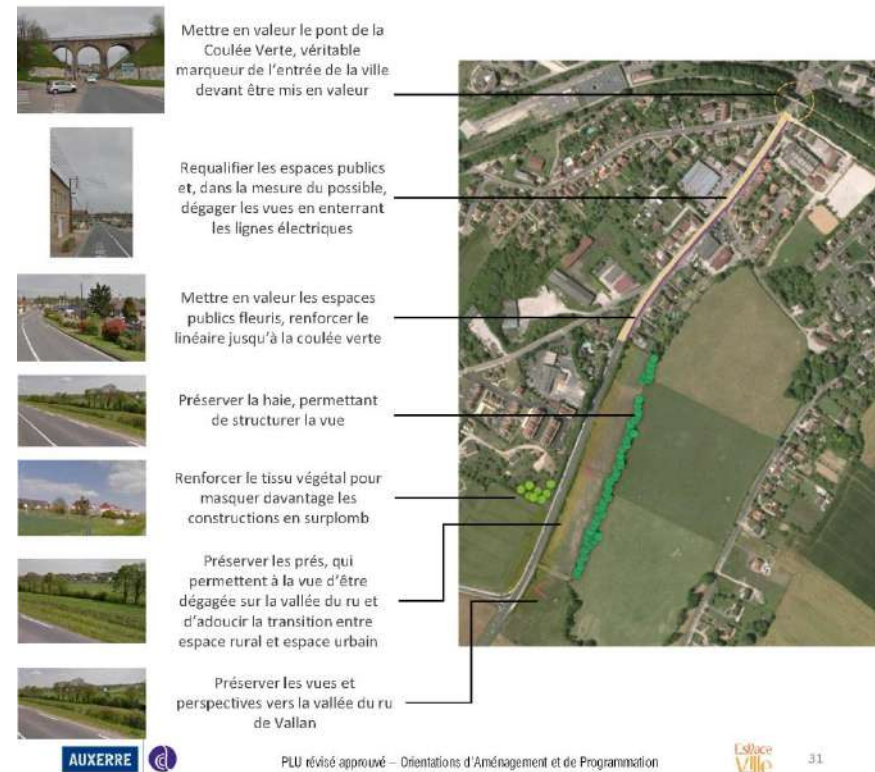 Mettre en valeur le pont de la
Coulée Verte, véritable
marqueur de l'entrée de la ville
devant être mis en valeur
Requalifier les espaces publics
et, dans la mesure du possible,
dégager les vues en enterrant
les lignes électriques
Mettre en valeur les espaces
publics fleuris, renforcer le
linéaire jusqu'à la coulée verte
Préserver la haie, permettant
de structurer la vue
Renforcer le tissu végétal pour
masquer davantage les
constructions en surplomb
Préserver les prés, qui
permettent à la vue d'être
dégagée sur la vallée du ru et
d'adoucir la transition entre
espace rural et espace urbain
Préserver les vues et
perspectives vers la vallée du ru
de Vallan
AUXERRE
PLU révisé approuvé – Orientations d'Aménagement et de Programmation
EsPace
Ville
31